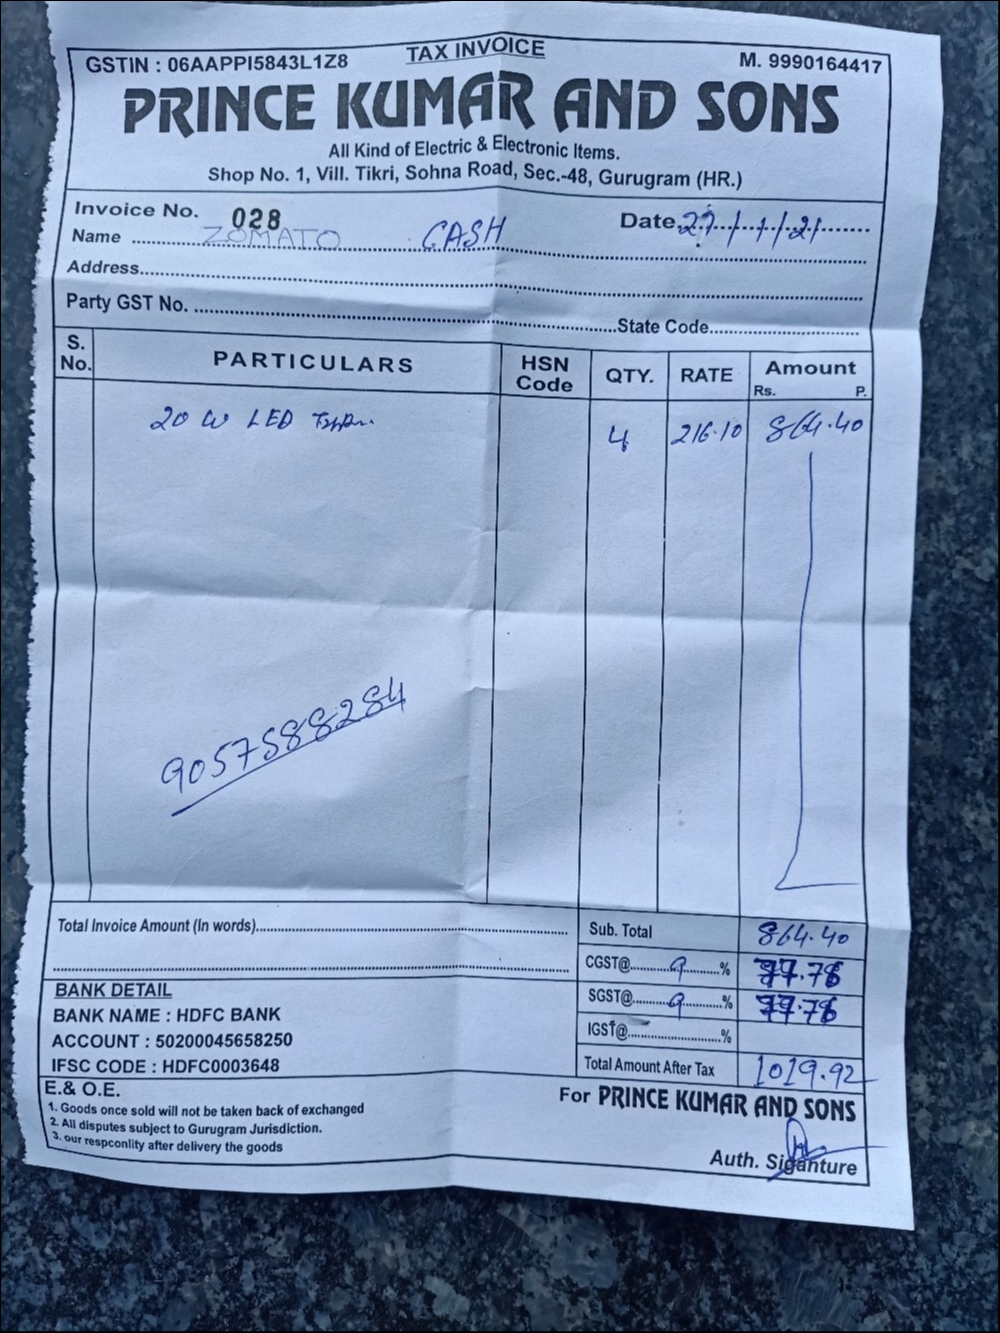 TAX INVOICE
GSTIN : 06AAPPI5843L1Z8 M. 9990164417
PRINCE KUMAR AND SONS
All Kind of Electric & Electronic Items.
Shop No. 1, Vill. Tikri, Sohna Road, Sec.-48, Gurugram (HR.)
Invoice No. 028 Date 27/1/21
Name ZOMATO CASH
Address
Party GST No. State Code
S. No. PARTICULARS HSN Code QTY. RATE Amount Rs. P.
20 W LED 4 216.10 864.40
9057588284
Total Invoice Amount (In words) Sub. Total 864.40
CGST@ 9 % 77.76
SGST@ 9 % 77.76
IGST@ %
Total Amount After Tax 1019.92
BANK DETAIL
BANK NAME : HDFC BANK
ACCOUNT : 50200045658250
IFSC CODE : HDFC0003648
E.& O.E.
1. Goods once sold will not be taken back of exchanged
2. All disputes subject to Gurugram Jurisdiction.
3. our respconlity after delivery the goods
For PRINCE KUMAR AND SONS
Auth. Siganture